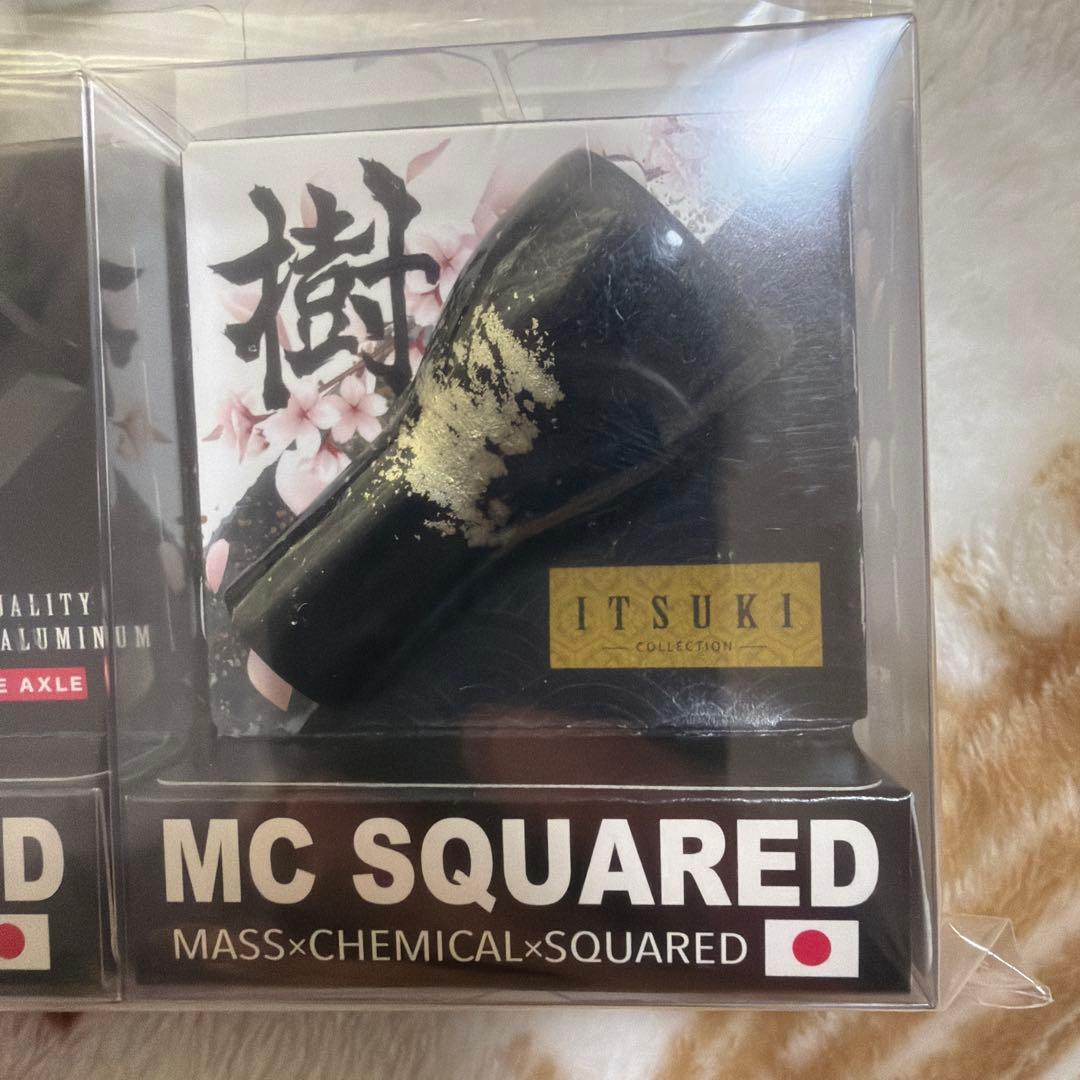 樹
ITSUKI
COLLECTION
UALITY
ALUMINUM
E AXLE
D
MC SQUARED
MASS×CHEMICAL×SQUARED